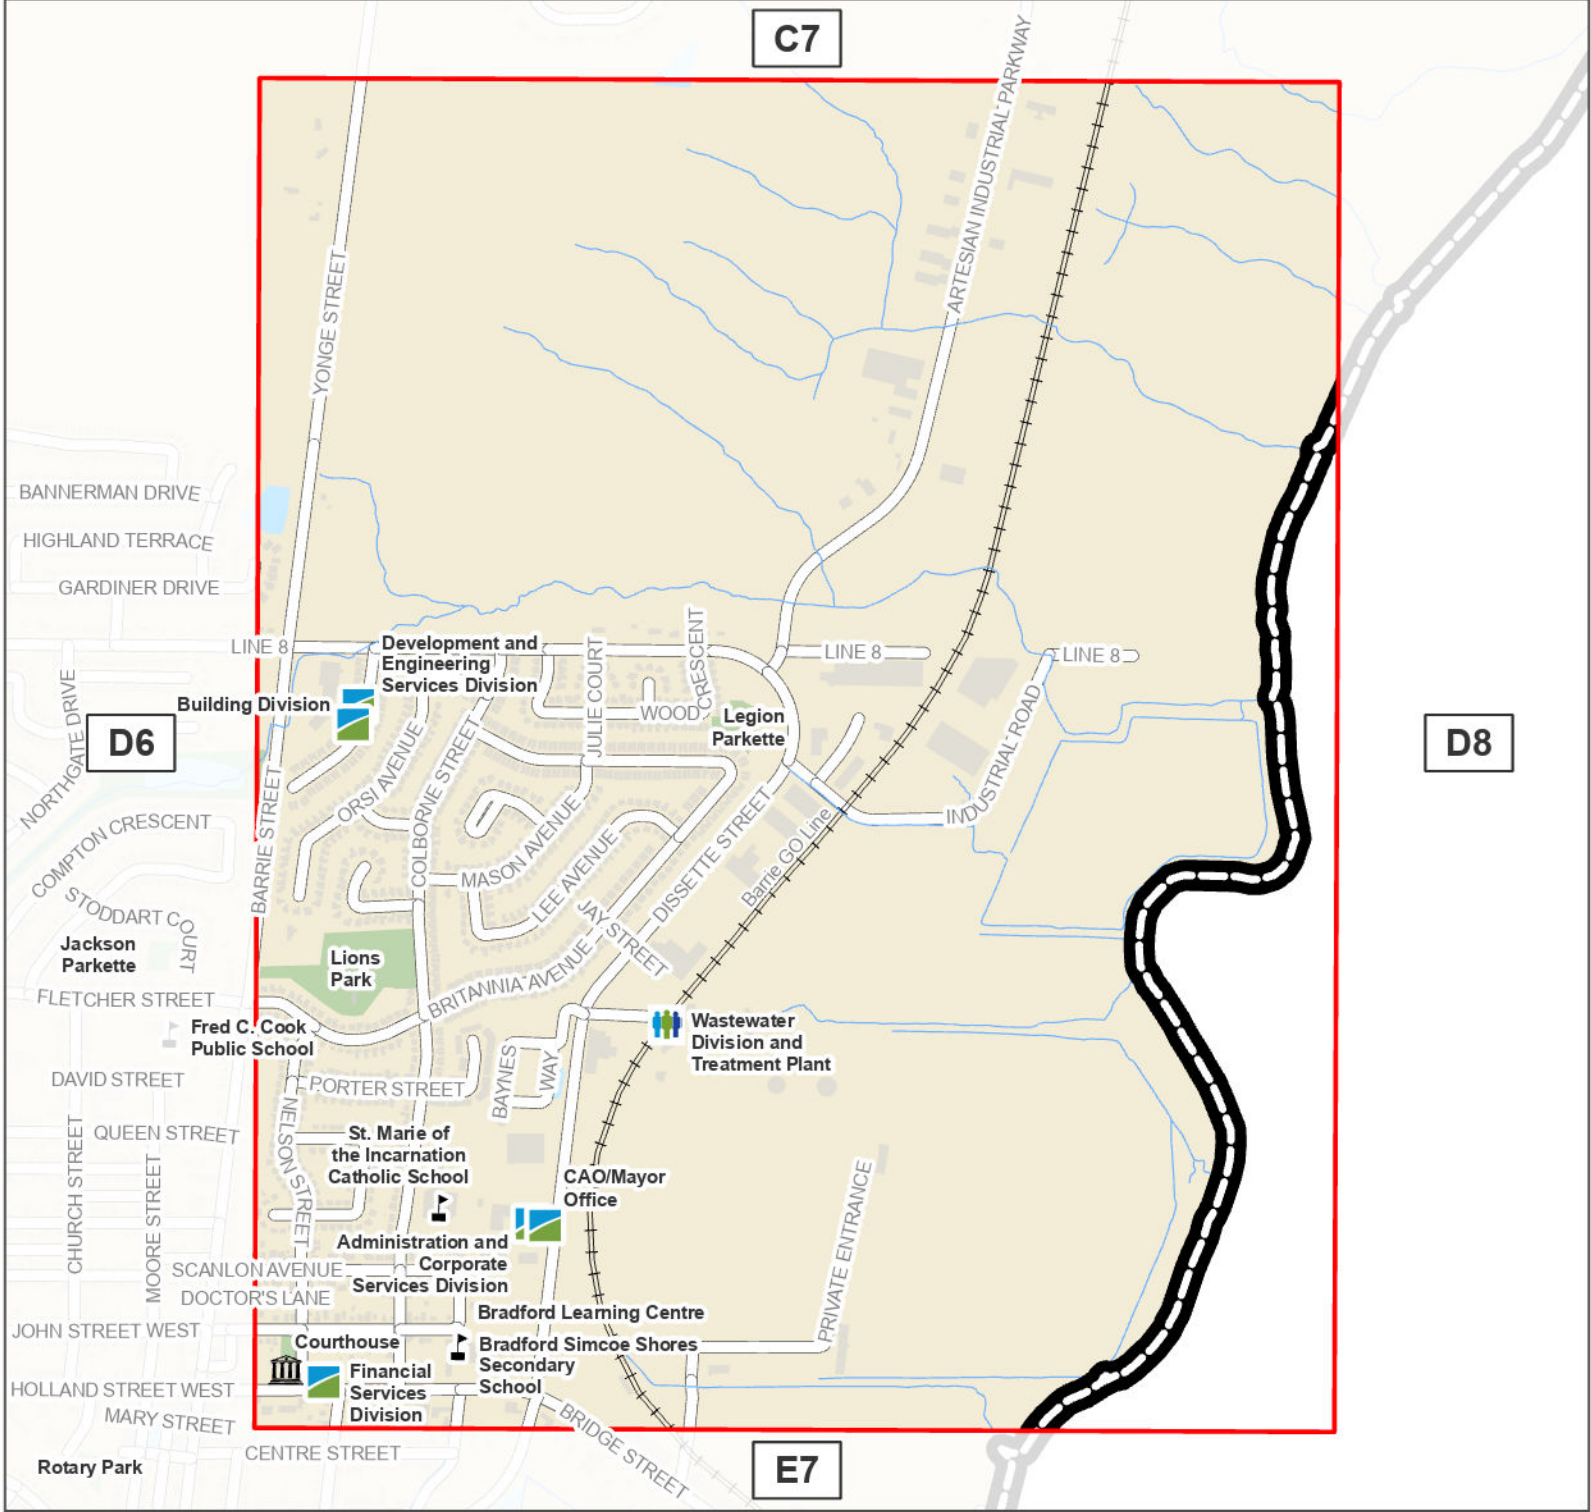 C7
ARTESIAN INDUSTRIAL PARKWAY
YONGE STREET
BANNERMAN DRIVE
HIGHLAND TERRACE
GARDINER DRIVE
LINE 8
Development and
Engineering
Services Division
Building Division
JULIE COURT
WOOD CRESCENT
Legion
Parkette
LINE 8
LINE 8
D6
D8
NORTHGATE DRIVE
ORSI AVENUE
COLBORNE STREET
INDUSTRIAL ROAD
BARRIE STREET
COMPTON CRESCENT
MASON AVENUE
LEE AVENUE
DISSETTE STREET
Barrie GO Line
STODDART COURT
JAY STREET
Jackson
Parkette
Lions
Park
BRITANNIA AVENUE
FLETCHER STREET
Fred C. Cook
Public School
Wastewater
Division and
Treatment Plant
DAVID STREET
PORTER STREET
BAYNES WAY
NELSON STREET
QUEEN STREET
CHURCH STREET
MOORE STREET
St. Marie of
the Incarnation
Catholic School
CAO/Mayor
Office
PRIVATE ENTRANCE
Administration and
Corporate
Services Division
SCANLON AVENUE
DOCTOR'S LANE
JOHN STREET WEST
Bradford Learning Centre
Courthouse
Bradford Simcoe Shores
Secondary
School
Financial
Services
Division
HOLLAND STREET WEST
MARY STREET
BRIDGE STREET
CENTRE STREET
Rotary Park
E7